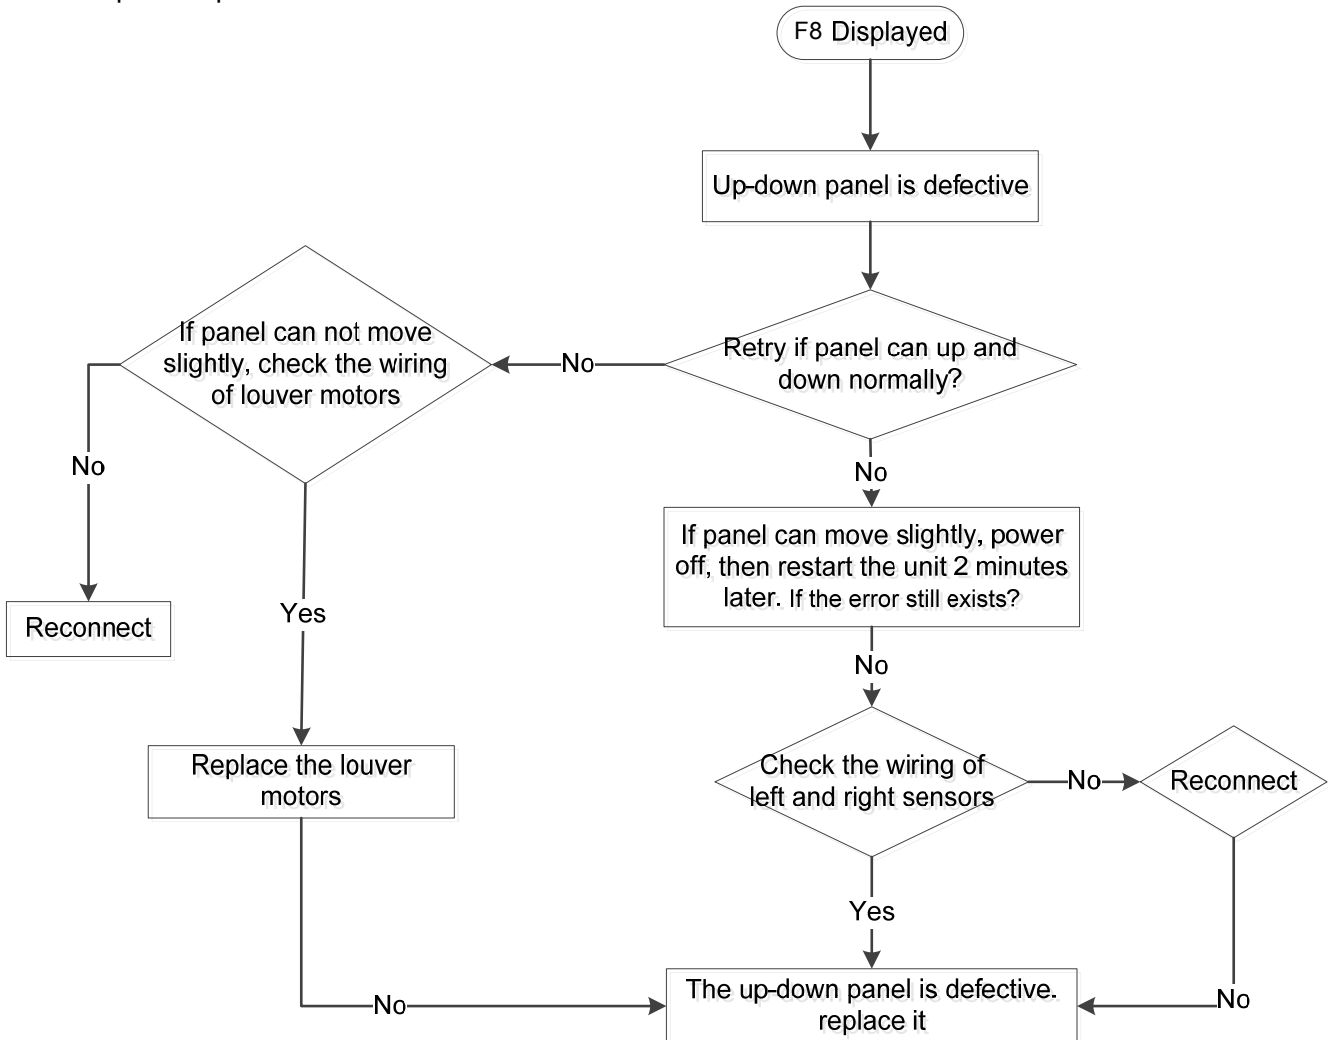 F8 Displayed
Up-down panel is defective
If panel can not move
slightly, check the wiring
of louver motors
No
Retry if panel can up and
down normally?
No
No
If panel can move slightly, power
off, then restart the unit 2 minutes
later. If the error still exists?
Yes
Reconnect
No
Replace the louver
motors
Check the wiring of
left and right sensors
No
Reconnect
Yes
No
The up-down panel is defective.
replace it
No